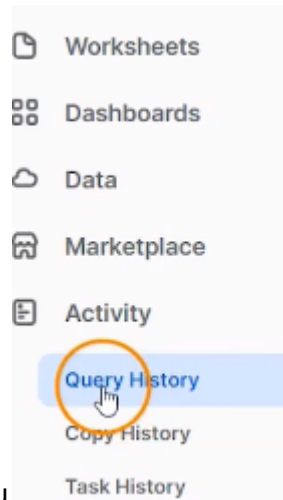 Worksheets
Dashboards
Data
Marketplace
Activity
Query History
Copy History
Task History